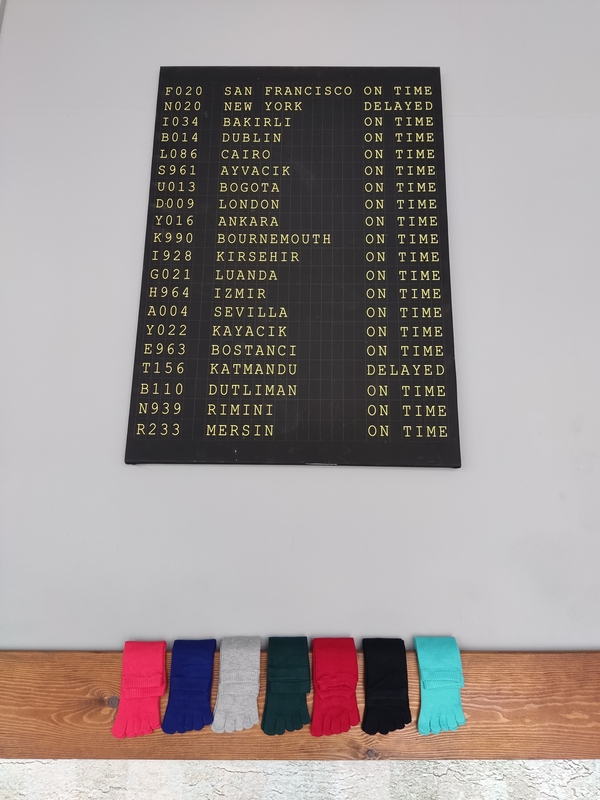 F020 SAN FRANCISCO ON TIME
N020 NEW YORK DELAYED
I034 BAKIRLI ON TIME
B014 DUBLIN ON TIME
L086 CAIRO ON TIME
S961 AYVACIK ON TIME
U013 BOGOTA ON TIME
D009 LONDON ON TIME
Y016 ANKARA ON TIME
K990 BOURNEMOUTH ON TIME
I928 KIRSEHIR ON TIME
G021 LUANDA ON TIME
H964 IZMIR ON TIME
A004 SEVILLA ON TIME
Y022 KAYACIK ON TIME
E963 BOSTANCI ON TIME
T156 KATMANDU DELAYED
B110 DUTLIMAN ON TIME
N939 RIMINI ON TIME
R233 MERSIN ON TIME